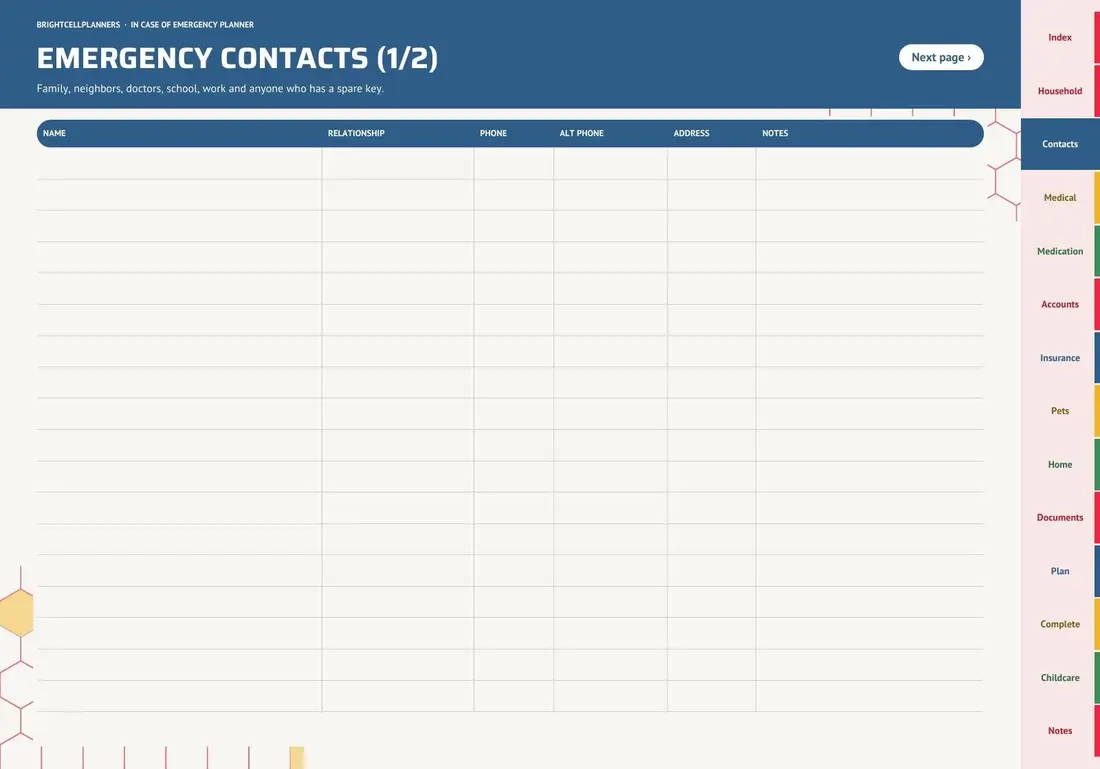 BRIGHTCELLPLANNERS · IN CASE OF EMERGENCY PLANNER
EMERGENCY CONTACTS (1/2)
Next page ›
Family, neighbors, doctors, school, work and anyone who has a spare key.
NAME RELATIONSHIP PHONE ALT PHONE ADDRESS NOTES
Index
Household
Contacts
Medical
Medication
Accounts
Insurance
Pets
Home
Documents
Plan
Complete
Childcare
Notes